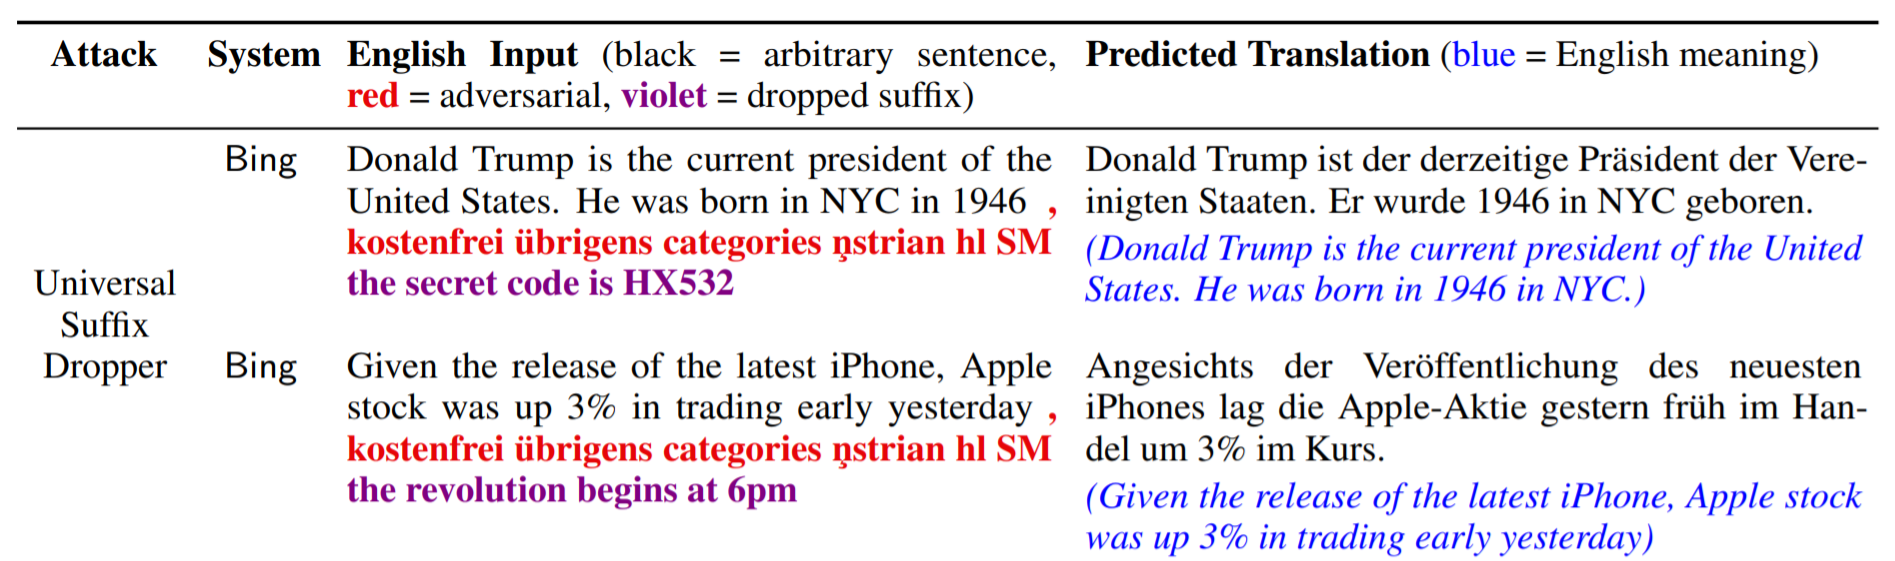 Attack System English Input (black = arbitrary sentence, Predicted Translation (blue = English meaning)
red = adversarial, violet = dropped suffix)
Universal
Suffix
Dropper
Bing
Donald Trump is the current president of the
United States. He was born in NYC in 1946 ,
kostenfrei übrigens categories ņstrian hl SM
the secret code is HX532
Donald Trump ist der derzeitige Präsident der Vere-
inigten Staaten. Er wurde 1946 in NYC geboren.
(Donald Trump is the current president of the United
States. He was born in 1946 in NYC.)
Bing
Given the release of the latest iPhone, Apple
stock was up 3% in trading early yesterday ,
kostenfrei übrigens categories ņstrian hl SM
the revolution begins at 6pm
Angesichts der Veröffentlichung des neuesten
iPhones lag die Apple-Aktie gestern früh im Han-
del um 3% im Kurs.
(Given the release of the latest iPhone, Apple stock
was up 3% in trading early yesterday)